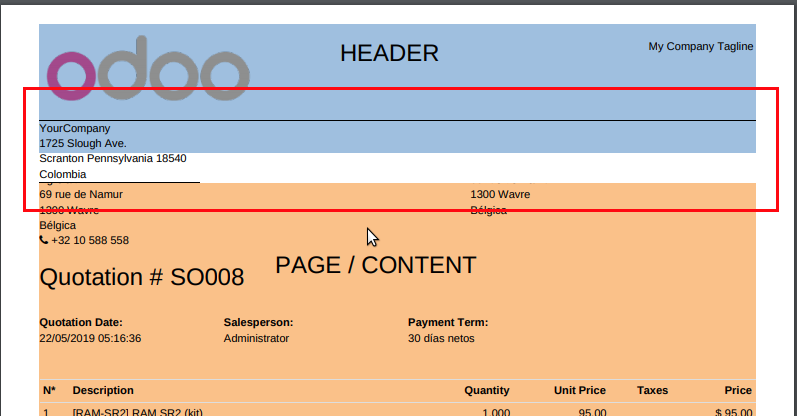 odoo
HEADER
My Company Tagline
YourCompany
1725 Slough Ave.
Scranton Pennsylvania 18540
Colombia
69 rue de Namur 1300 Wavre
1300 Wavre Bélgica
Bélgica
+32 10 588 558
PAGE / CONTENT
Quotation # SO008
Quotation Date: Salesperson: Payment Term:
22/05/2019 05:16:36 Administrator 30 días netos
N* Description Quantity Unit Price Taxes Price
1 [RAM-SR2] RAM SR2 (kit) 1.000 95.00 $ 95.00